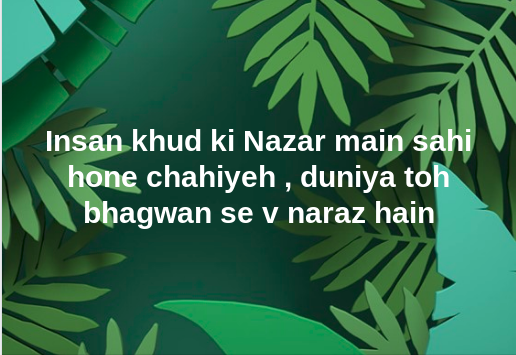 Insan khud ki Nazar main sahi
hone chahiyeh , duniya toh
bhagwan se v naraz hain